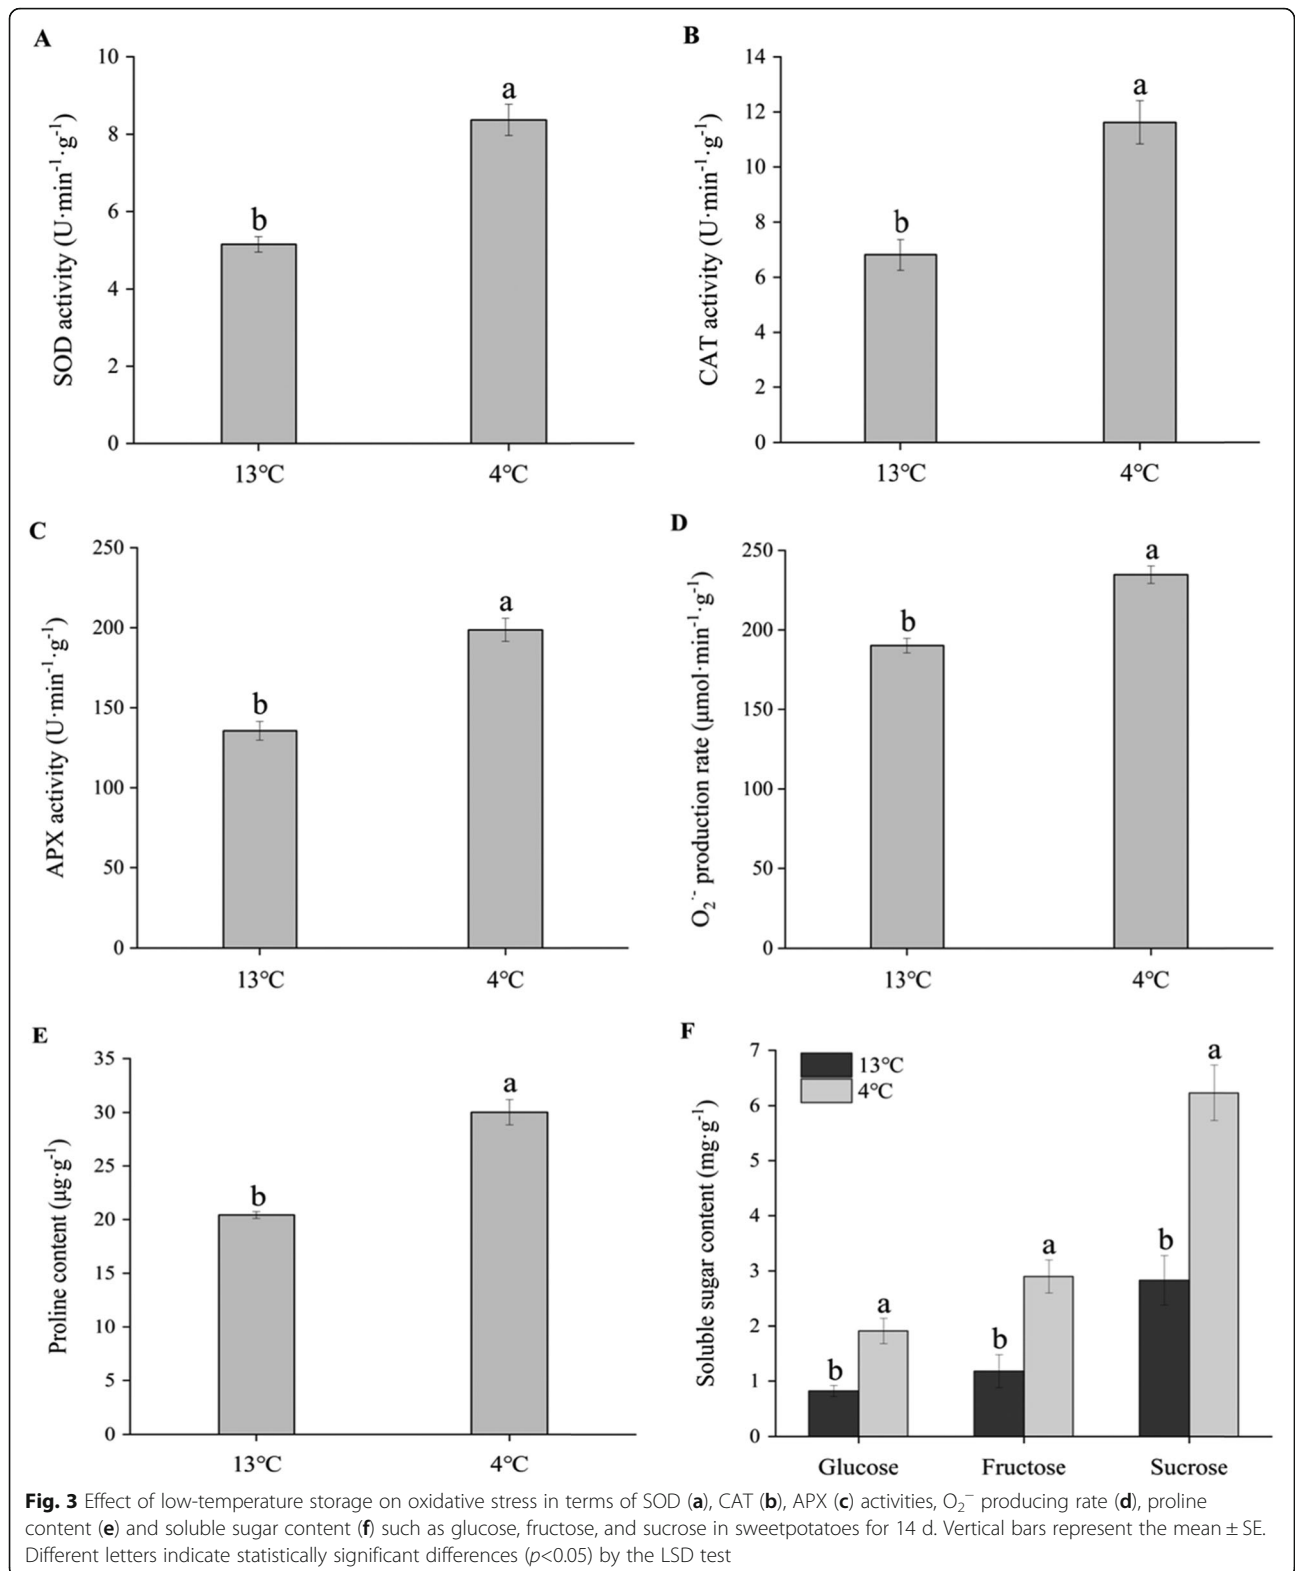 A
SOD activity (U·min⁻¹·g⁻¹)
10
8
6
4
2
0
b
a
13°C
4°C
B
CAT activity (U·min⁻¹·g⁻¹)
14
12
10
8
6
4
2
0
b
a
13°C
4°C
C
APX activity (U·min⁻¹·g⁻¹)
250
200
150
100
50
0
b
a
13°C
4°C
D
O₂·⁻ production rate (μmol·min⁻¹·g⁻¹)
250
200
150
100
50
0
b
a
13°C
4°C
E
Proline content (μg·g⁻¹)
35
30
25
20
15
10
5
0
b
a
13°C
4°C
F
Soluble sugar content (mg·g⁻¹)
7
6
5
4
3
2
1
0
13°C
4°C
b
a
b
a
b
a
Glucose
Fructose
Sucrose
Fig. 3 Effect of low-temperature storage on oxidative stress in terms of SOD (a), CAT (b), APX (c) activities, O₂⁻ producing rate (d), proline
content (e) and soluble sugar content (f) such as glucose, fructose, and sucrose in sweetpotatoes for 14 d. Vertical bars represent the mean ± SE.
Different letters indicate statistically significant differences (p<0.05) by the LSD test